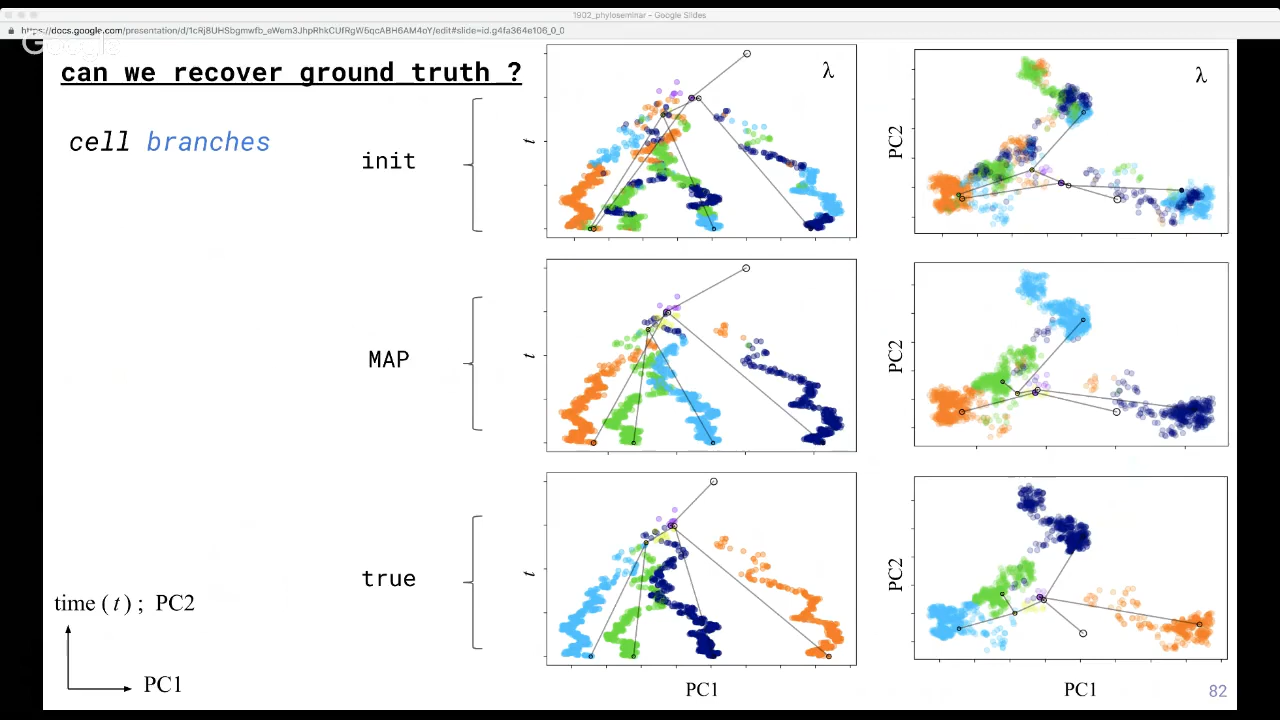 1902_phyloseminar - Google Slides
can we recover ground truth ?
cell branches
init
MAP
true
time (t) ; PC2
PC1
t
t
t
λ
PC1
PC2
PC2
PC2
λ
PC1
82